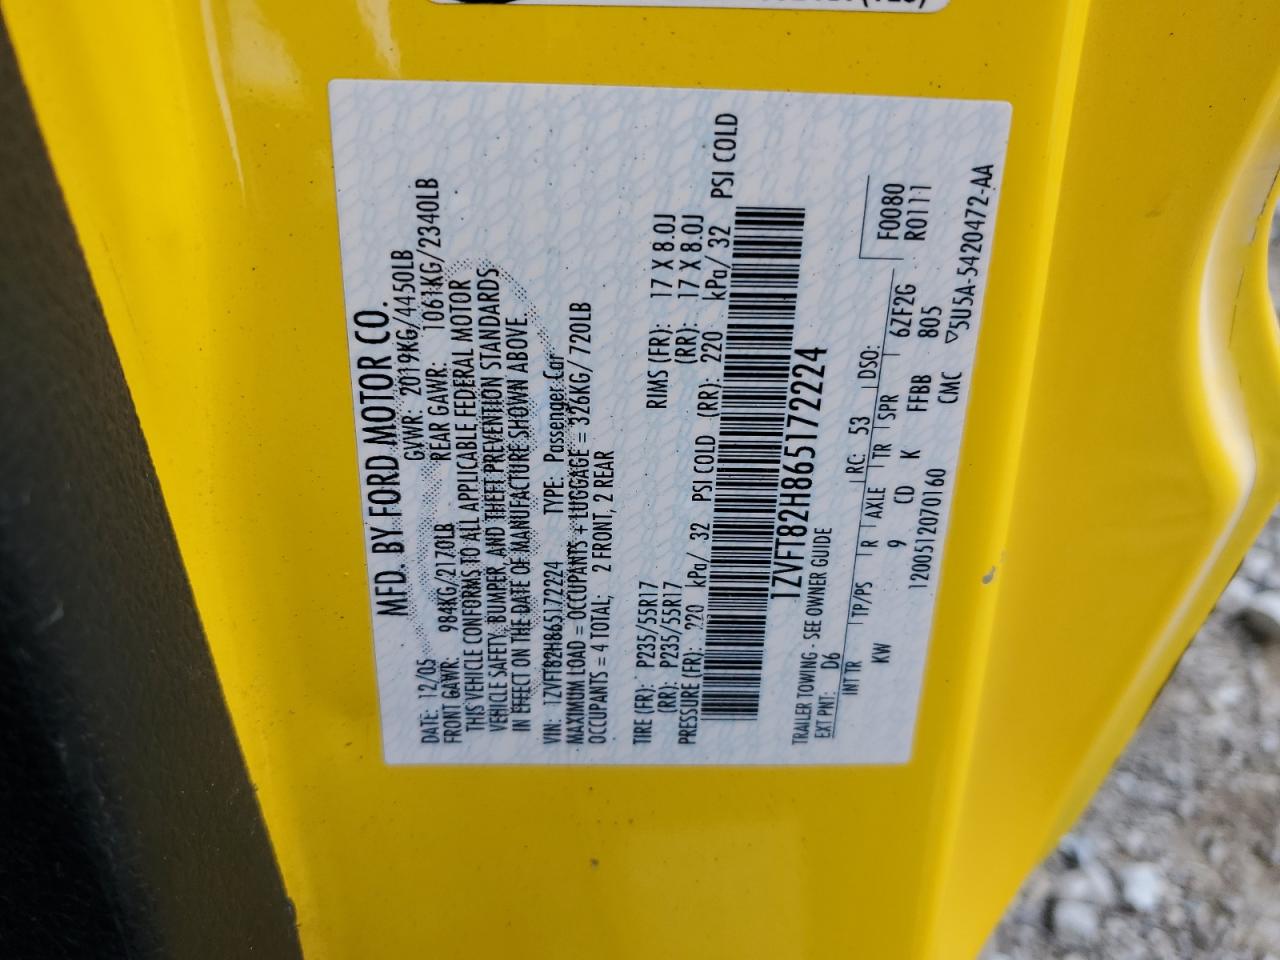 MFD. BY FORD MOTOR CO.
DATE: 12/05 GVWR: 2019KG/4450LB
FRONT GAWR: 984KG/2170LB REAR GAWR: 1061KG/2340LB
THIS VEHICLE CONFORMS TO ALL APPLICABLE FEDERAL MOTOR
VEHICLE SAFETY, BUMPER, AND THEFT PREVENTION STANDARDS
IN EFFECT ON THE DATE OF MANUFACTURE SHOWN ABOVE.
VIN: 1ZVFT82H865172224 TYPE: Passenger Car
MAXIMUM LOAD = OCCUPANTS + LUGGAGE = 326KG/720LB
OCCUPANTS = 4 TOTAL; 2 FRONT, 2 REAR
TIRE (FR): P235/55R17 RIMS (FR): 17 X 8.0J
(RR): P235/55R17 (RR): 17 X 8.0J
PRESSURE (FR): 220 kPa/ 32 PSI COLD (RR): 220 kPa/ 32 PSI COLD
1ZVFT82H865172224
TRAILER TOWING - SEE OWNER GUIDE
EXT PNT: D6 RC: 53 DSO: F0080
R0111
INT TR TP/PS R AXLE TR SPR 6ZF2G
KW 9 CD K FFBB 805
1200512070160 CMC ▽5U5A-5420472-AA